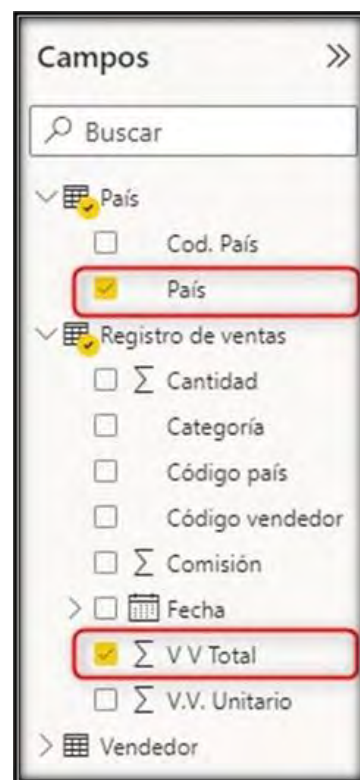 Campos
Buscar
País
Cod. País
País
Registro de ventas
Σ Cantidad
Categoría
Código país
Código vendedor
Σ Comisión
Fecha
Σ V V Total
Σ V.V. Unitario
Vendedor